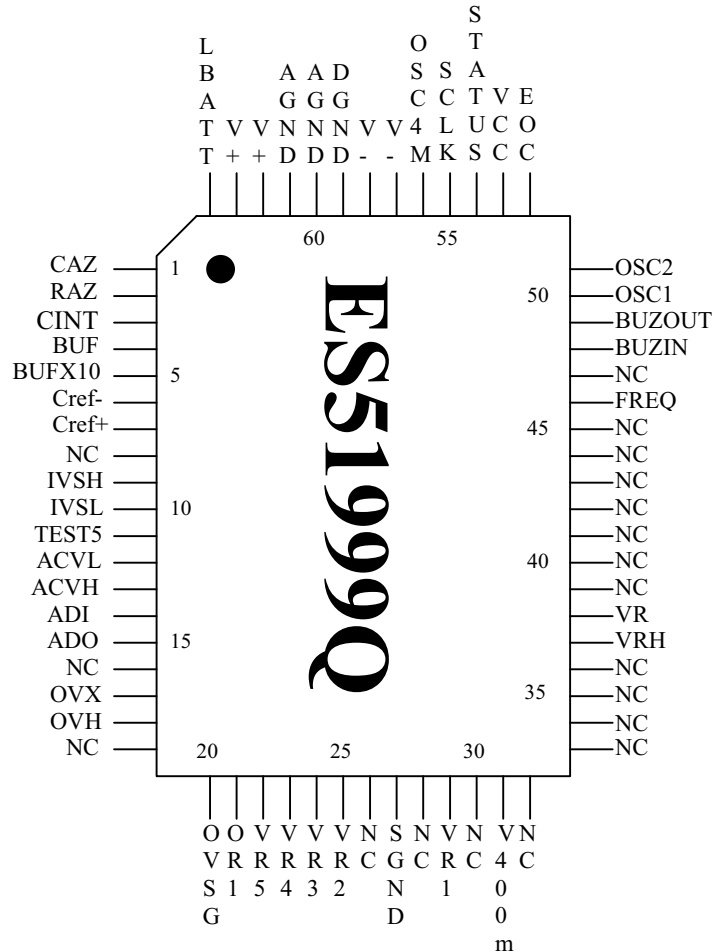 LBATT
V+
V+
AGND
AGND
DGND
V-
V-
OSC4M
SCLK
STATUS
VCC
EOC
60
55
CAZ
1
RAZ
CINT
BUF
BUFX10
5
Cref-
Cref+
NC
IVSH
IVSL
10
TEST5
ACVL
ACVH
ADI
ADO
15
NC
OVX
OVH
NC
ES51999Q
OSC2
50
OSC1
BUZOUT
BUZIN
NC
FREQ
45
NC
NC
NC
NC
NC
40
NC
NC
VR
VRH
NC
35
NC
NC
NC
20
25
30
OVSG
OR1
VR5
VR4
VR3
VR2
NC
SGND
NC
VR1
NC
V400m
NC